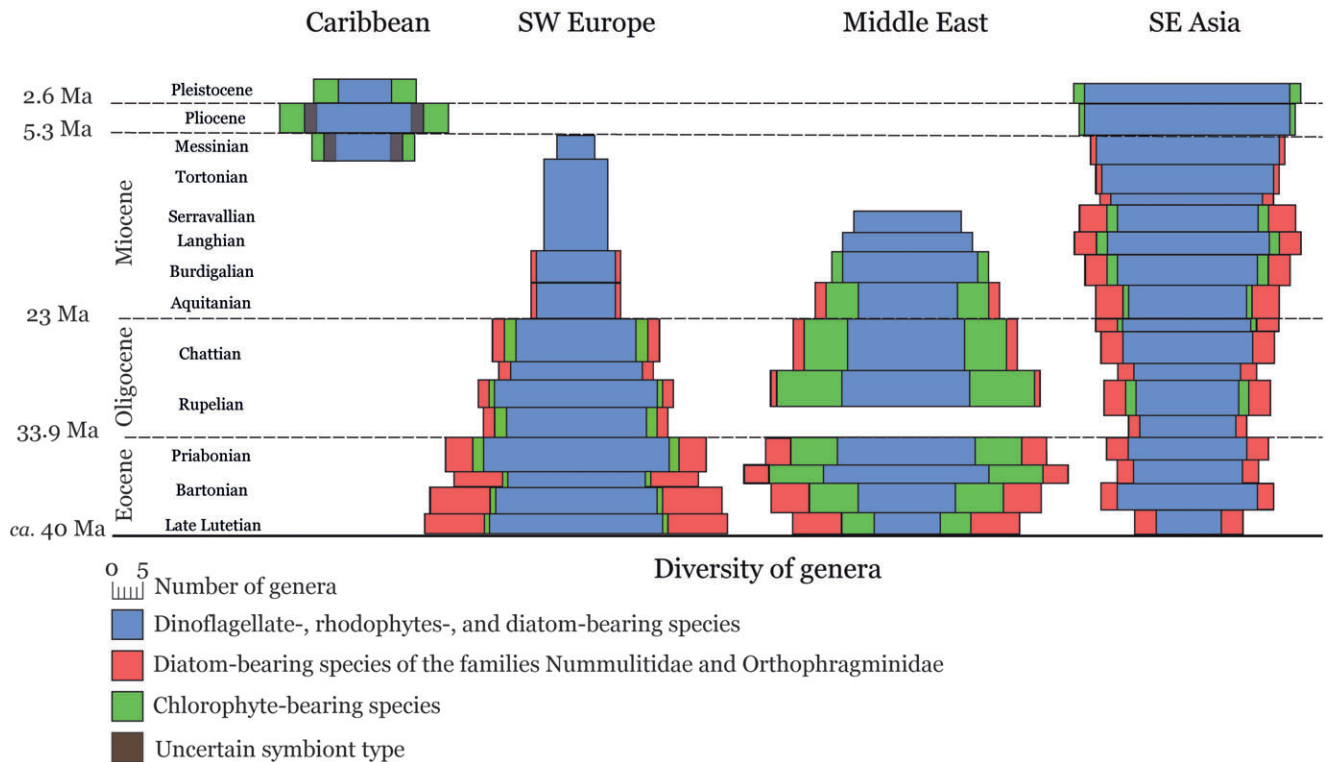 Caribbean SW Europe Middle East SE Asia
Pleistocene
2.6 Ma
Pliocene
5.3 Ma
Messinian
Tortonian
Miocene
Serravallian
Langhian
Burdigalian
Aquitanian
23 Ma
Chattian
Oligocene
Rupelian
33.9 Ma
Priabonian
Eocene
Bartonian
Late Lutetian
ca. 40 Ma
0 5
Number of genera
Diversity of genera
Dinoflagellate-, rhodophytes-, and diatom-bearing species
Diatom-bearing species of the families Nummulitidae and Orthophragminidae
Chlorophyte-bearing species
Uncertain symbiont type